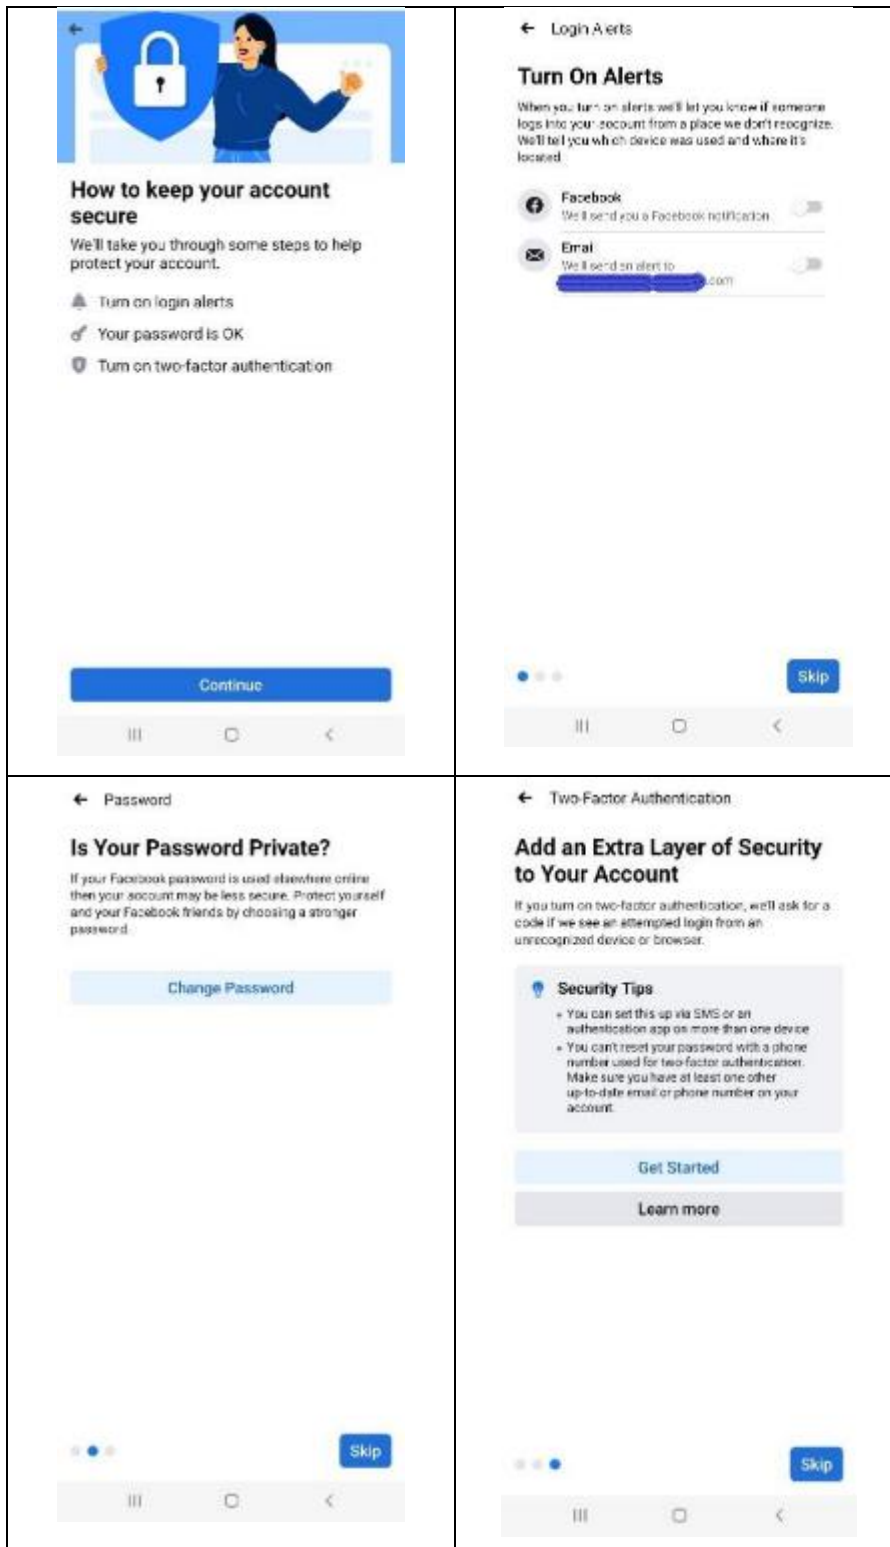 How to keep your account
secure
We'll take you through some steps to help
protect your account.
Turn on login alerts
Your password is OK
Turn on two-factor authentication
Continue
Login Alerts
Turn On Alerts
When you turn on alerts we'll let you know if someone
logs into your account from a place we don't recognize.
We'll tell you which device was used and where it's
located
Facebook
We'll send you a Facebook notification
Email
We'll send an alert to
.com
Skip
Password
Is Your Password Private?
If your Facebook password is used elsewhere online
then your account may be less secure. Protect yourself
and your Facebook friends by choosing a stronger
password
Change Password
Skip
Two-Factor Authentication
Add an Extra Layer of Security
to Your Account
If you turn on two-factor authentication, we'll ask for a
code if we see an attempted login from an
unrecognized device or browser.
Security Tips
• You can set this up via SMS or an
authentication app on more than one device
• You can't reset your password with a phone
number used for two-factor authentication.
Make sure you have at least one other
up-to-date email or phone number on your
account.
Get Started
Learn more
Skip